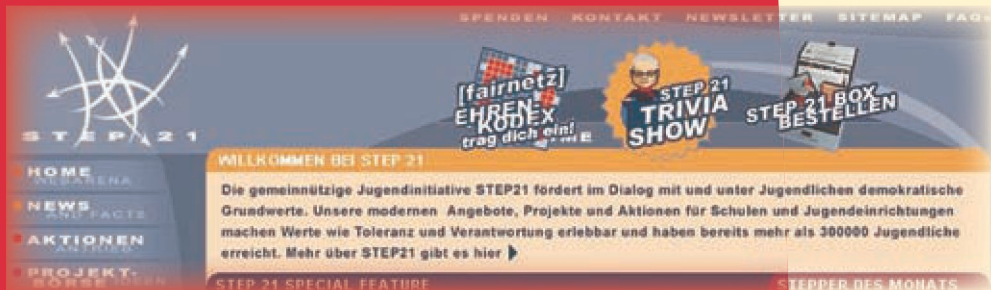 SPENDEN KONTAKT NEWSLETTER SITEMAP FAQs
[fairnetz]
EHREN-
KODEX
trag dich ein!
STEP 21
TRIVIA
SHOW
STEP 21 BOX
BESTELLEN
STEP 21
WILLKOMMEN BEI STEP 21
HOME
WEBARENA
NEWS
AND FACTS
AKTIONEN
ANTRIEB
PROJEKT-
BÖRSE IDEEN
Die gemeinnützige Jugendinitiative STEP21 fördert im Dialog mit und unter Jugendlichen demokratische
Grundwerte. Unsere modernen Angebote, Projekte und Aktionen für Schulen und Jugendeinrichtungen
machen Werte wie Toleranz und Verantwortung erlebbar und haben bereits mehr als 300000 Jugendliche
erreicht. Mehr über STEP21 gibt es hier
STEP 21 SPECIAL FEATURE
STEPPER DES MONATS